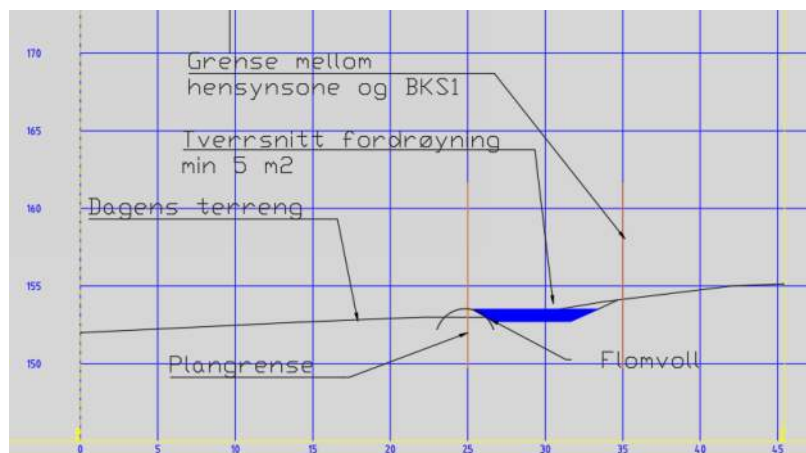 170
Grense mellom
hensynsone og BKS1
165
Tverrsnitt fordrøyning
min 5 m2
160
Dagens terreng
155
150
Plangrense
Flomvoll
0 5 10 15 20 25 30 35 40 45